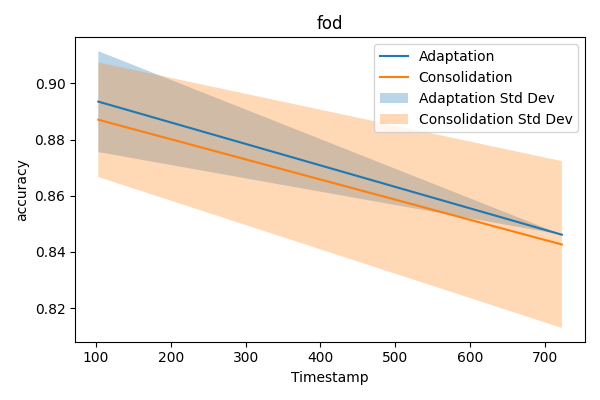 fod
Adaptation
Consolidation
Adaptation Std Dev
Consolidation Std Dev
accuracy
0.90
0.88
0.86
0.84
0.82
100
200
300
400
500
600
700
Timestamp